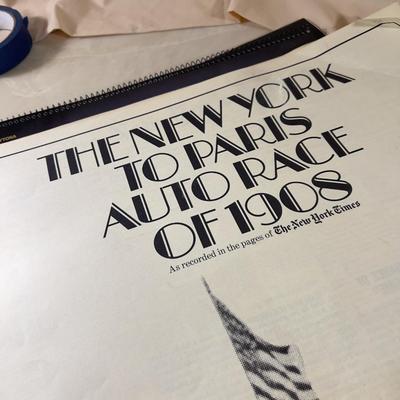 THE NEW YORK
TO PARIS
AUTO RACE
OF 1908
As recorded in the pages of The New York Times